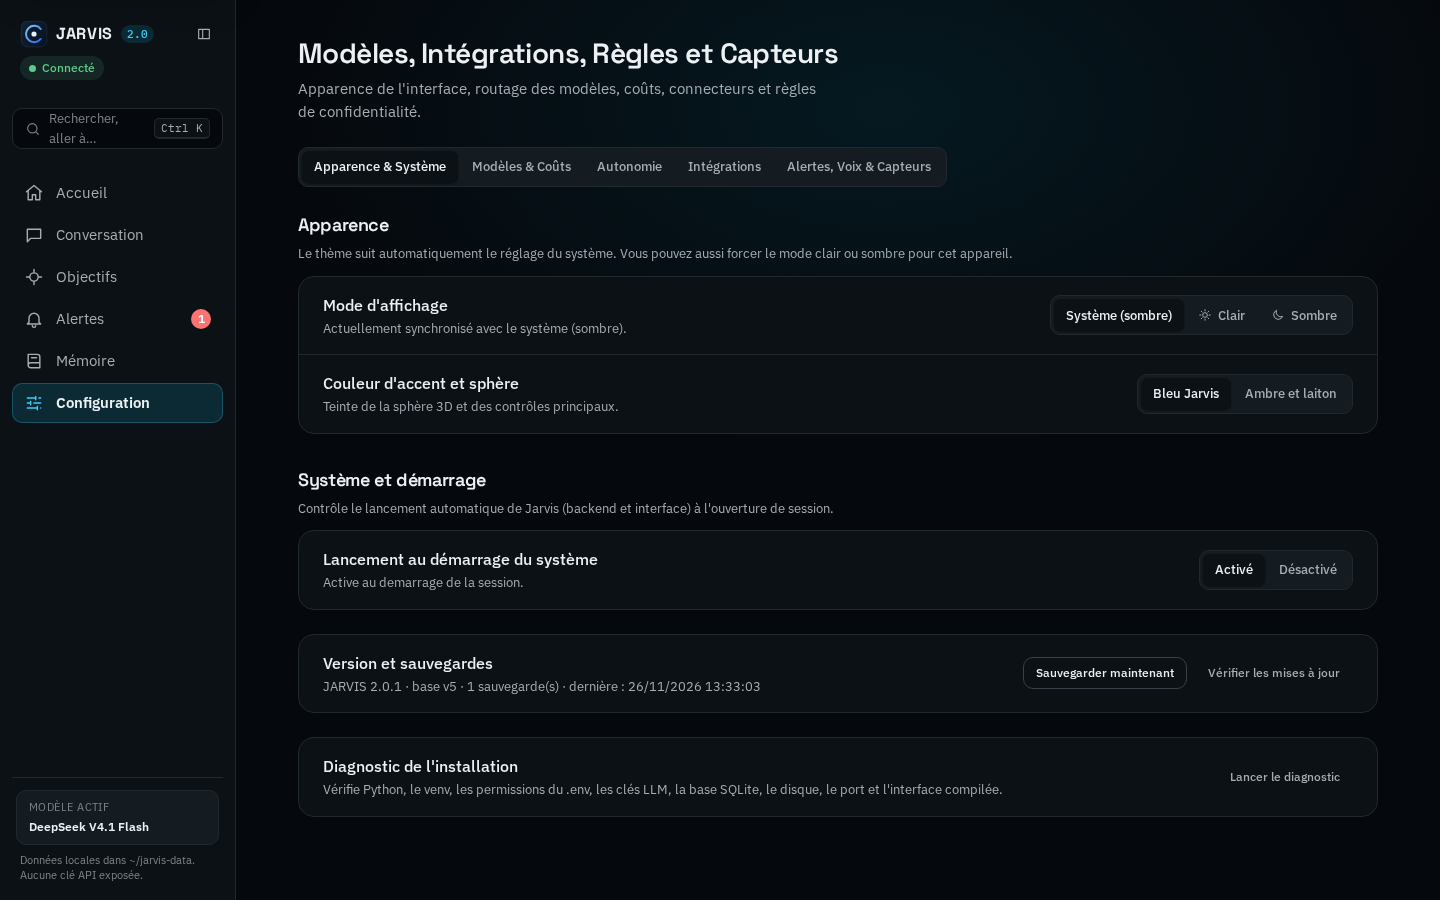 JARVIS 2.0
Connecté
Rechercher,
aller à...
Ctrl K
Accueil
Conversation
Objectifs
Alertes 1
Mémoire
Configuration
MODÈLE ACTIF
DeepSeek V4.1 Flash
Données locales dans ~/jarvis-data.
Aucune clé API exposée.
Modèles, Intégrations, Règles et Capteurs
Apparence de l'interface, routage des modèles, coûts, connecteurs et règles
de confidentialité.
Apparence & Système Modèles & Coûts Autonomie Intégrations Alertes, Voix & Capteurs
Apparence
Le thème suit automatiquement le réglage du système. Vous pouvez aussi forcer le mode clair ou sombre pour cet appareil.
Mode d'affichage
Actuellement synchronisé avec le système (sombre).
Système (sombre) Clair Sombre
Couleur d'accent et sphère
Teinte de la sphère 3D et des contrôles principaux.
Bleu Jarvis Ambre et laiton
Système et démarrage
Contrôle le lancement automatique de Jarvis (backend et interface) à l'ouverture de session.
Lancement au démarrage du système
Active au demarrage de la session.
Activé Désactivé
Version et sauvegardes
JARVIS 2.0.1 · base v5 · 1 sauvegarde(s) · dernière : 26/11/2026 13:33:03
Sauvegarder maintenant Vérifier les mises à jour
Diagnostic de l'installation
Vérifie Python, le venv, les permissions du .env, les clés LLM, la base SQLite, le disque, le port et l'interface compilée.
Lancer le diagnostic